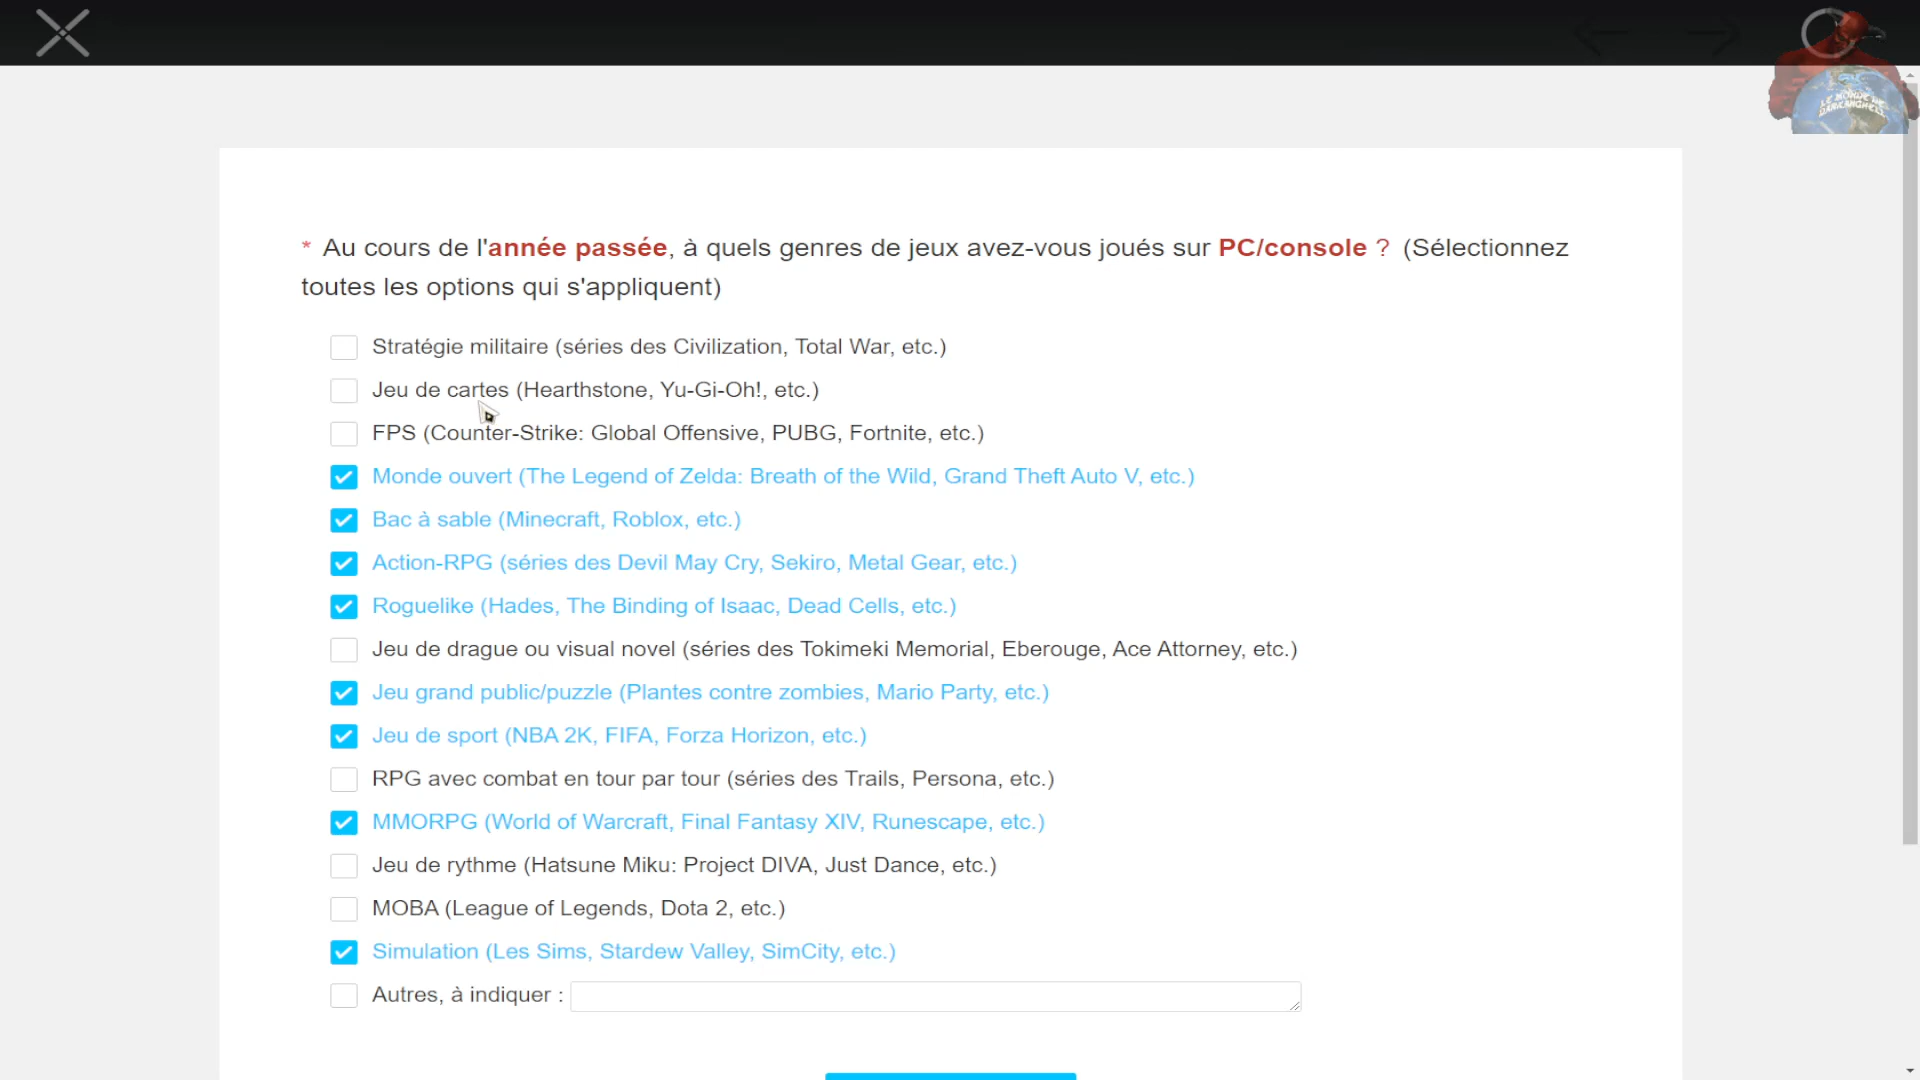 LE MONDE DE
DARKANGHELL
* Au cours de l'année passée, à quels genres de jeux avez-vous joués sur PC/console ? (Sélectionnez
toutes les options qui s'appliquent)
Stratégie militaire (séries des Civilization, Total War, etc.)
Jeu de cartes (Hearthstone, Yu-Gi-Oh!, etc.)
FPS (Counter-Strike: Global Offensive, PUBG, Fortnite, etc.)
Monde ouvert (The Legend of Zelda: Breath of the Wild, Grand Theft Auto V, etc.)
Bac à sable (Minecraft, Roblox, etc.)
Action-RPG (séries des Devil May Cry, Sekiro, Metal Gear, etc.)
Roguelike (Hades, The Binding of Isaac, Dead Cells, etc.)
Jeu de drague ou visual novel (séries des Tokimeki Memorial, Eberouge, Ace Attorney, etc.)
Jeu grand public/puzzle (Plantes contre zombies, Mario Party, etc.)
Jeu de sport (NBA 2K, FIFA, Forza Horizon, etc.)
RPG avec combat en tour par tour (séries des Trails, Persona, etc.)
MMORPG (World of Warcraft, Final Fantasy XIV, Runescape, etc.)
Jeu de rythme (Hatsune Miku: Project DIVA, Just Dance, etc.)
MOBA (League of Legends, Dota 2, etc.)
Simulation (Les Sims, Stardew Valley, SimCity, etc.)
Autres, à indiquer :